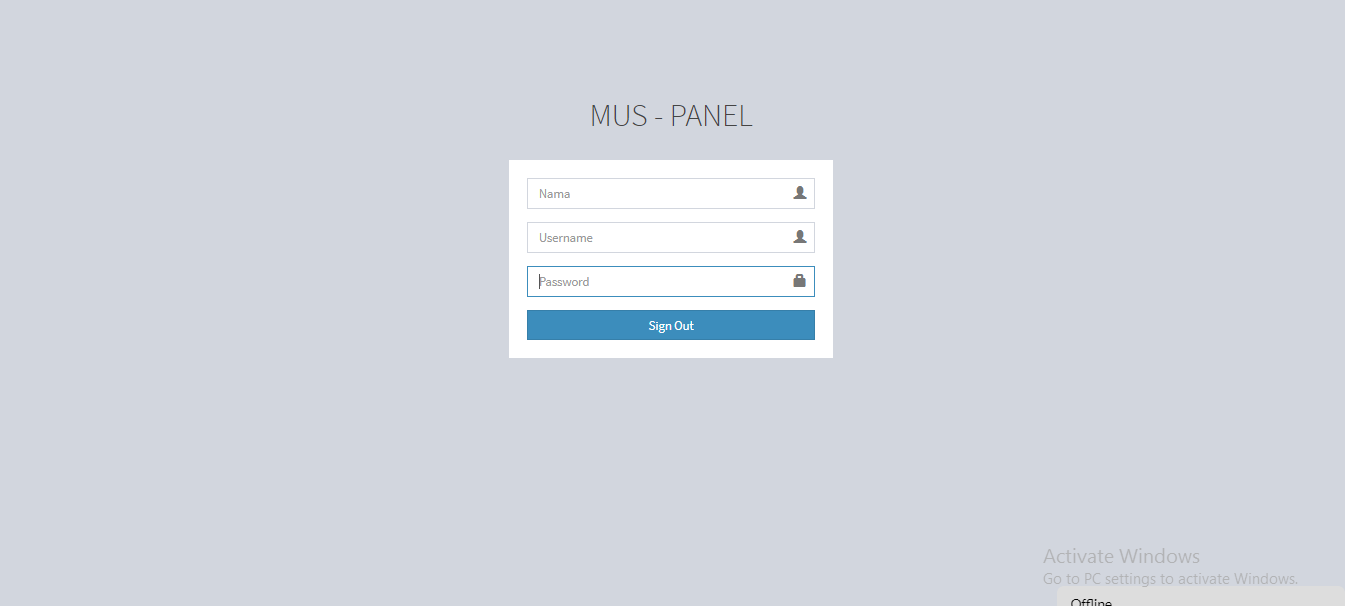 MUS - PANEL
Nama
Username
Password
Sign Out
Activate Windows
Go to PC settings to activate Windows.
Offline